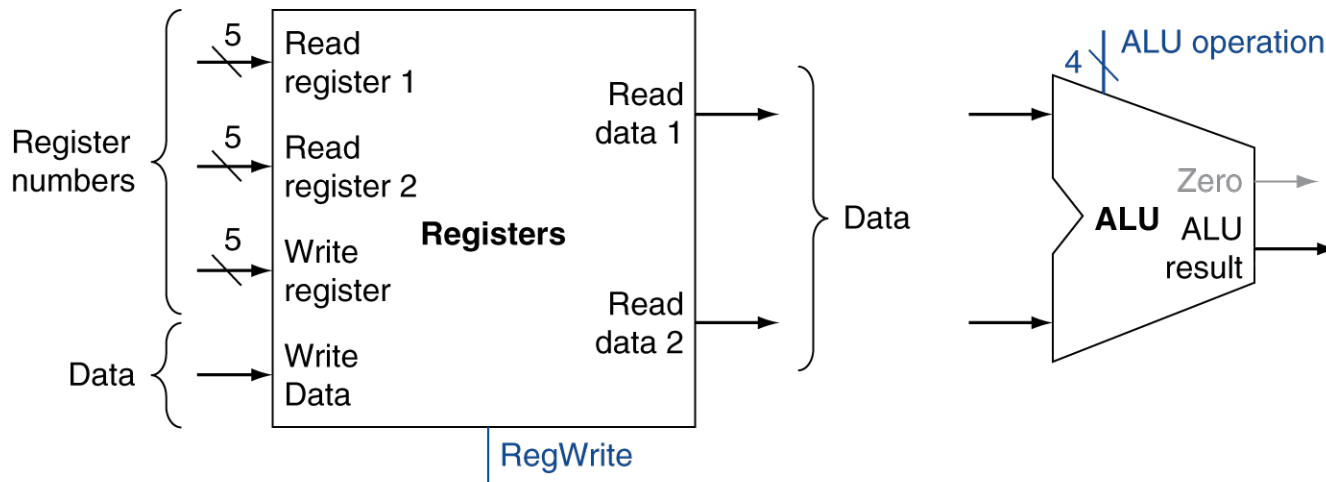 Register
numbers
Data
5
Read
register 1
5
Read
register 2
5
Write
register
Write
Data
Registers
Read
data 1
Read
data 2
RegWrite
Data
4
ALU operation
Zero
ALU
ALU
result